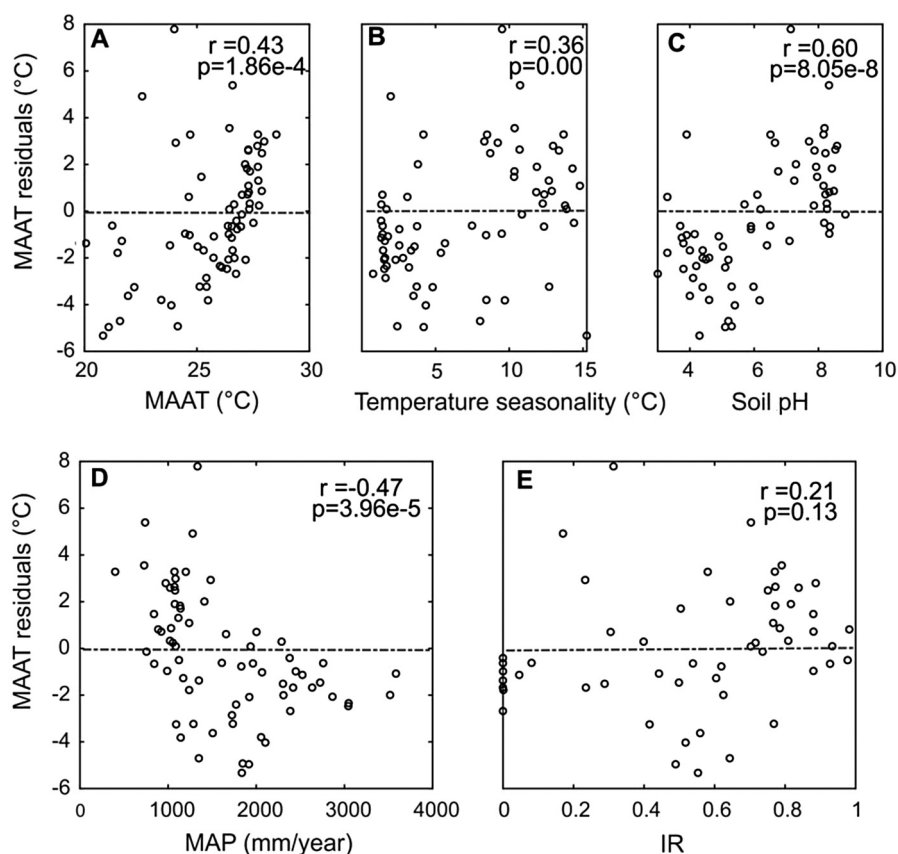 8
6
4
2
0
-2
-4
-6
MAAT residuals (°C)
A
r =0.43
p=1.86e-4
20 25 30
MAAT (°C)
B
r =0.36
p=0.00
5 10 15
Temperature seasonality (°C)
C
r =0.60
p=8.05e-8
4 6 8 10
Soil pH
8
6
4
2
0
-2
-4
-6
MAAT residuals (°C)
D
r =-0.47
p=3.96e-5
0 1000 2000 3000 4000
MAP (mm/year)
E
r =0.21
p=0.13
0 0.2 0.4 0.6 0.8 1
IR